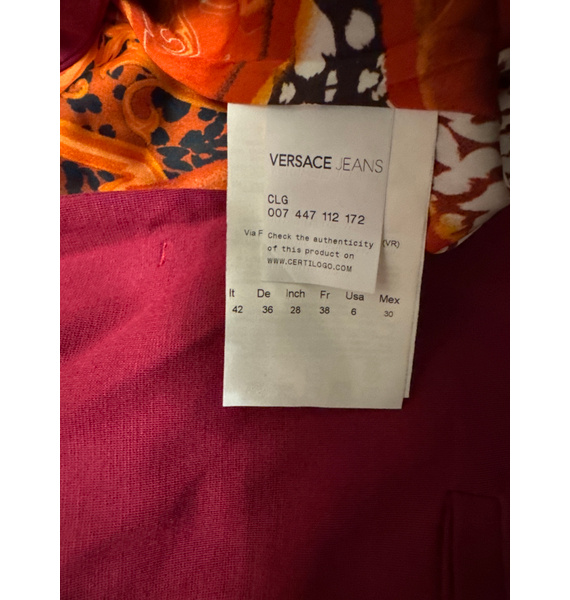 VERSACE JEANS
CLG
007 447 112 172
Via F (VR)
Check the authenticity
of this product on
WWW.CERTILOGO.COM
It De Inch Fr Usa Mex
42 36 28 38 6 30